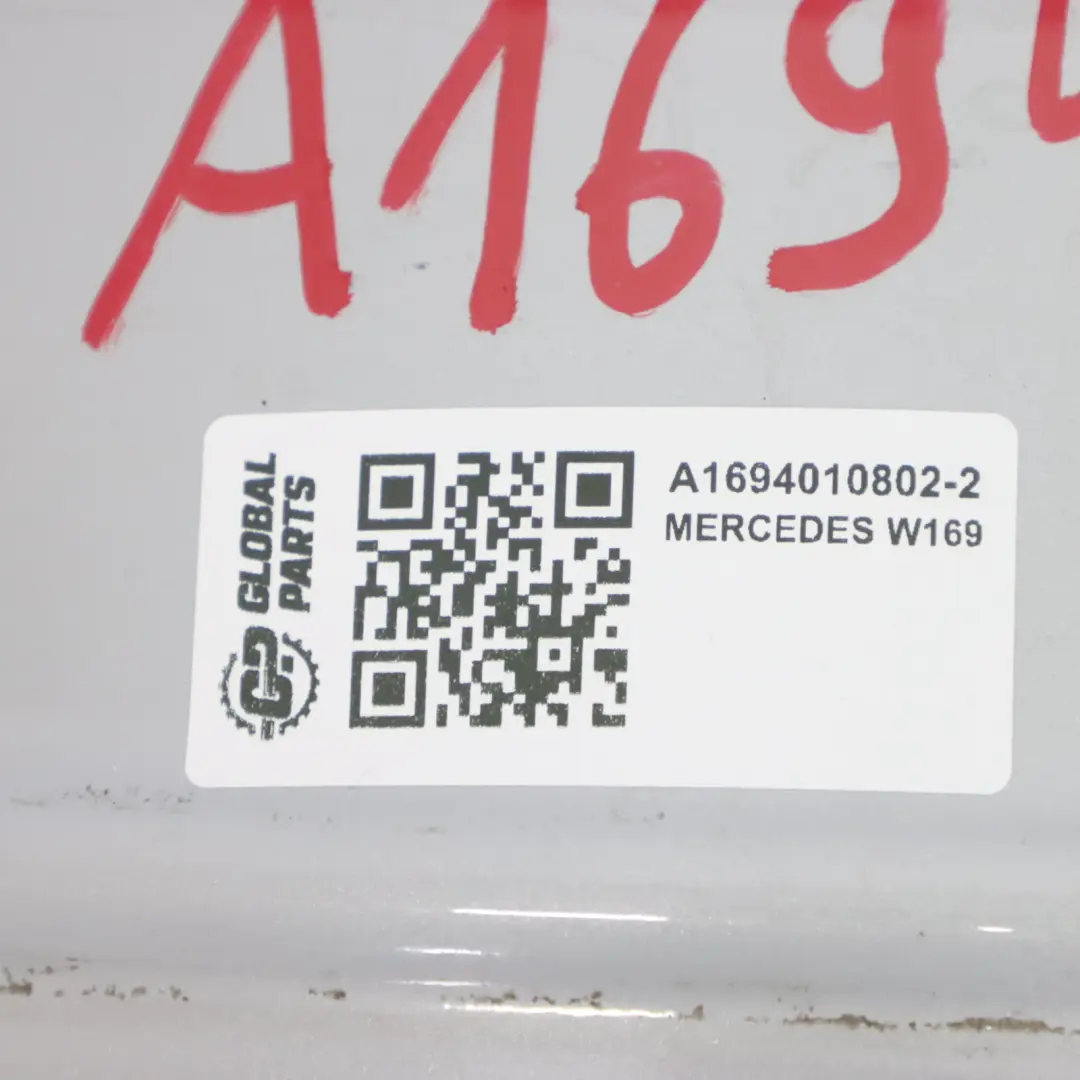 A169
GLOBAL
PARTS
A1694010802-2
MERCEDES W169